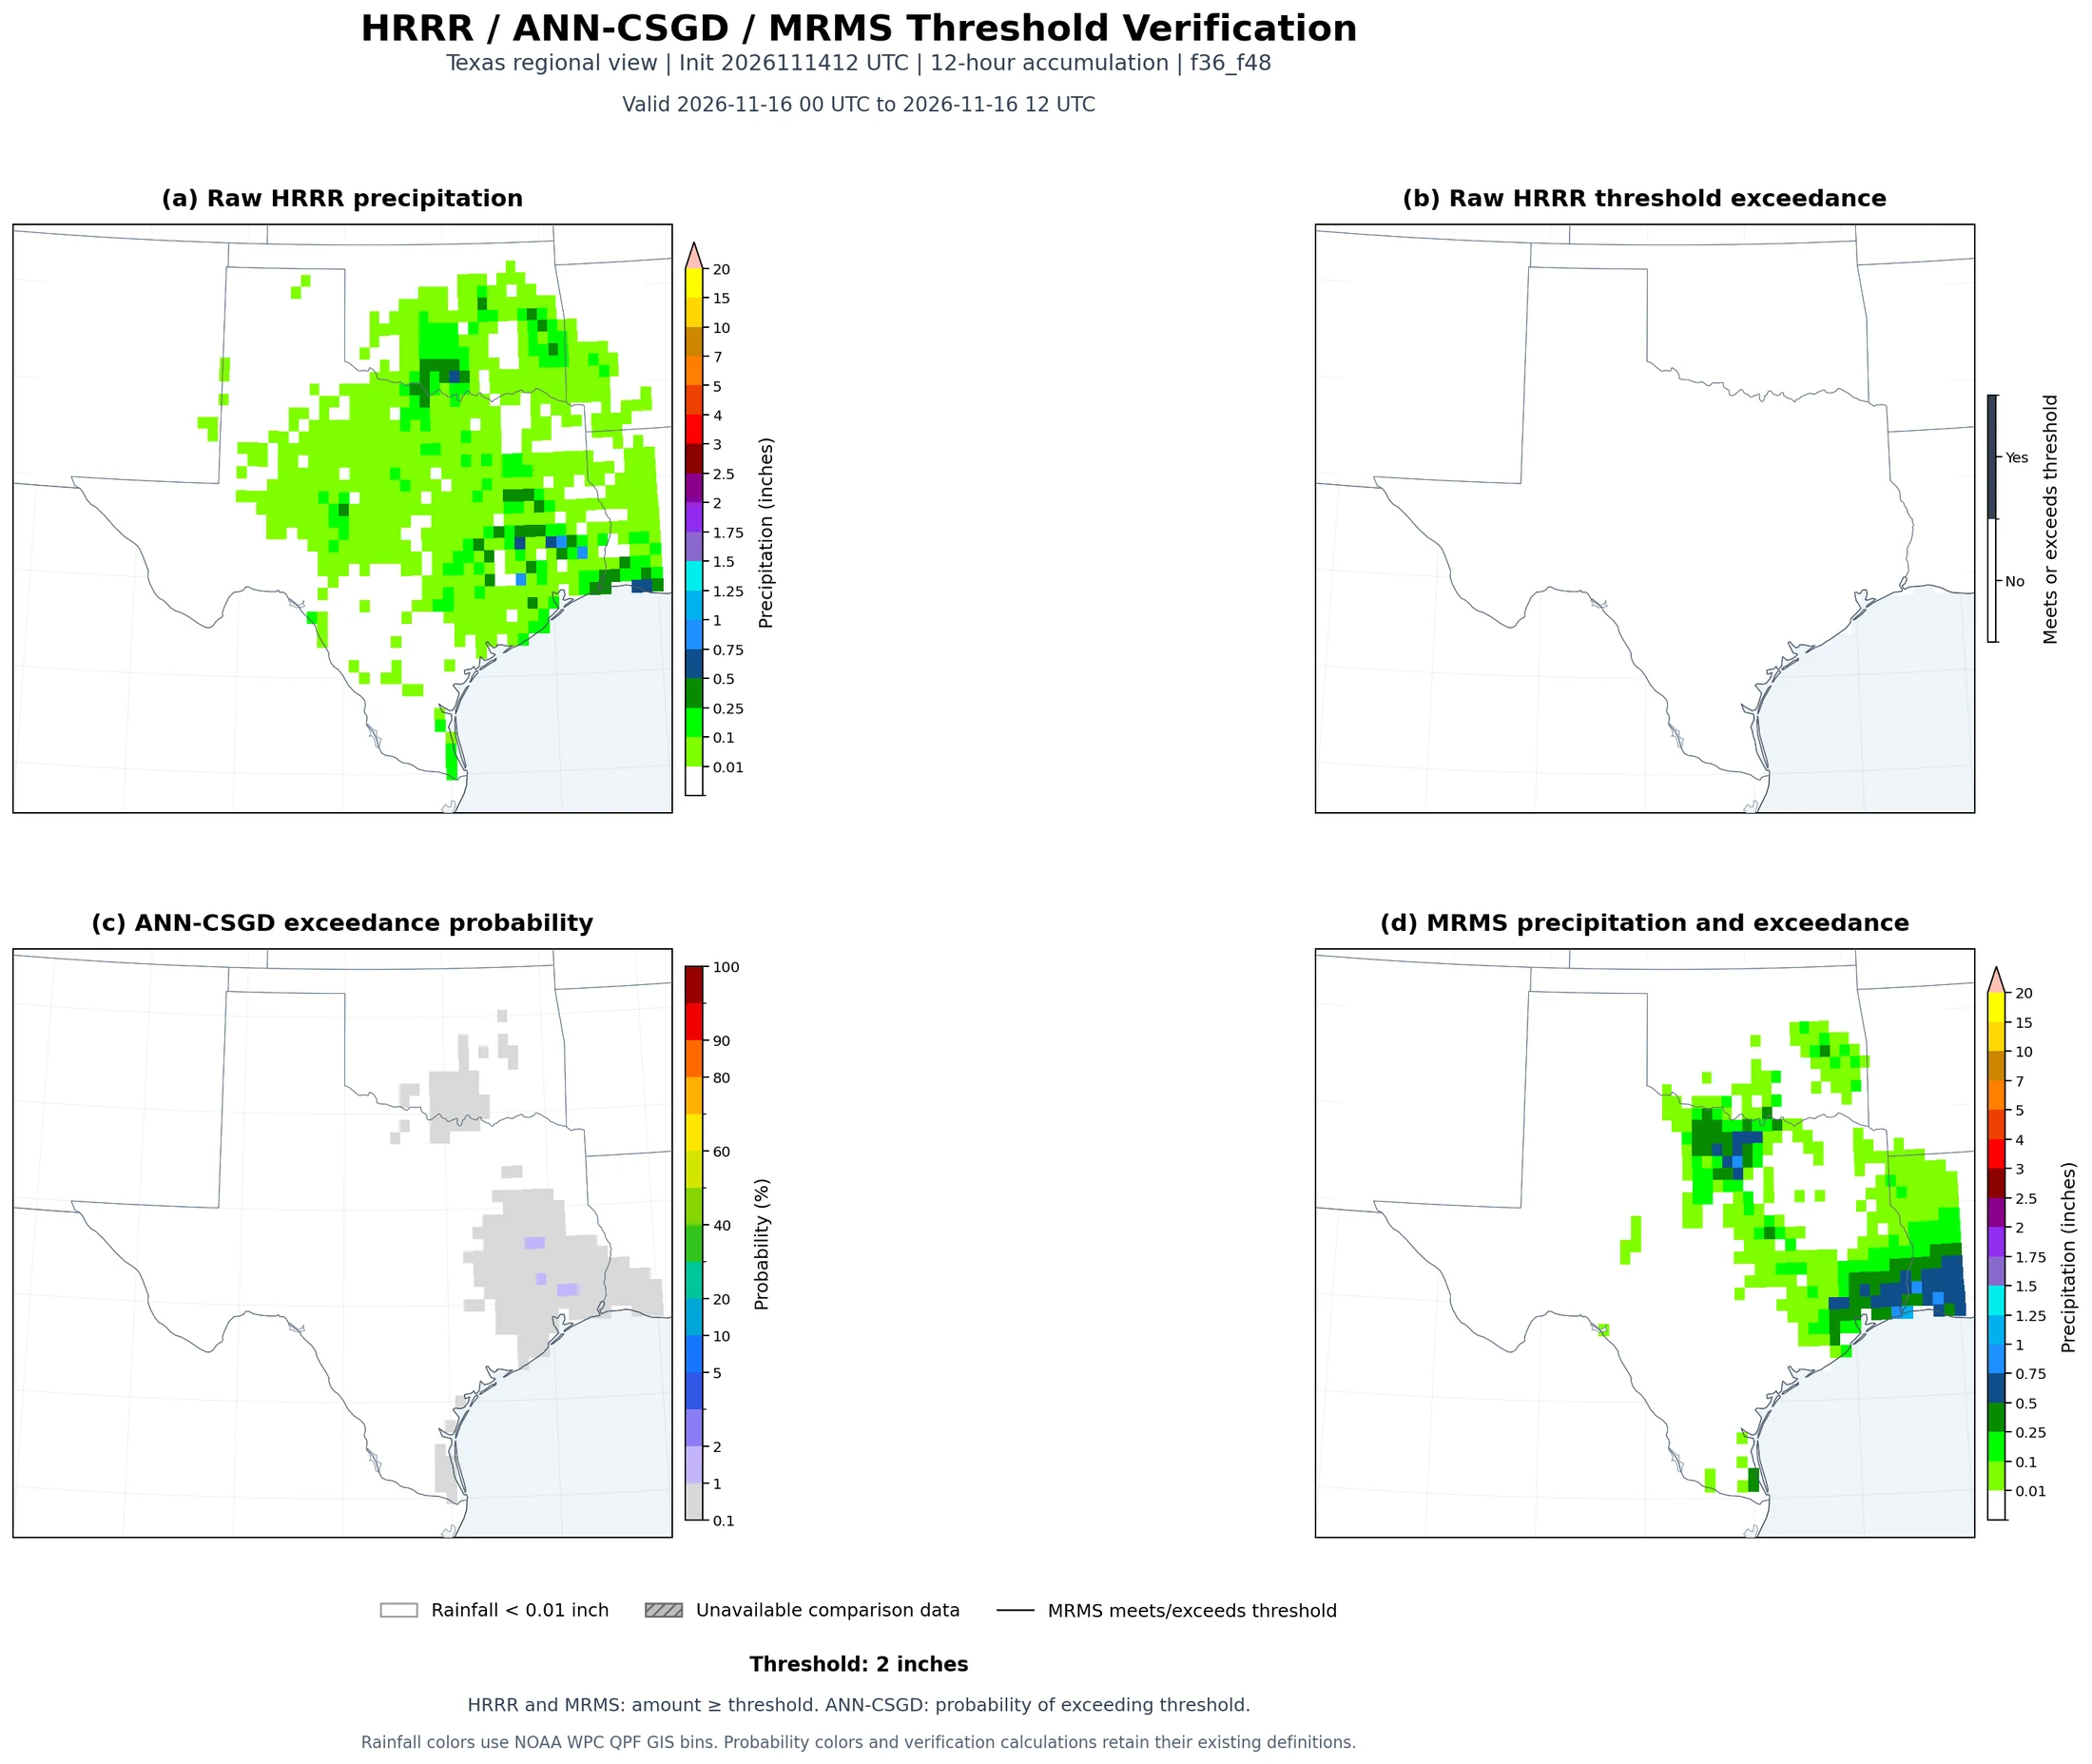 HRRR / ANN-CSGD / MRMS Threshold Verification
Texas regional view | Init 2026111412 UTC | 12-hour accumulation | f36_f48
Valid 2026-11-16 00 UTC to 2026-11-16 12 UTC
(a) Raw HRRR precipitation
20
15
10
7
5
4
3
2.5
2
1.75
1.5
1.25
1
0.75
0.5
0.25
0.1
0.01
Precipitation (inches)
(b) Raw HRRR threshold exceedance
Yes
No
Meets or exceeds threshold
(c) ANN-CSGD exceedance probability
100
90
80
60
40
20
10
5
2
1
0.1
Probability (%)
(d) MRMS precipitation and exceedance
20
15
10
7
5
4
3
2.5
2
1.75
1.5
1.25
1
0.75
0.5
0.25
0.1
0.01
Precipitation (inches)
Rainfall < 0.01 inch
Unavailable comparison data
MRMS meets/exceeds threshold
Threshold: 2 inches
HRRR and MRMS: amount ≥ threshold. ANN-CSGD: probability of exceeding threshold.
Rainfall colors use NOAA WPC QPF GIS bins. Probability colors and verification calculations retain their existing definitions.